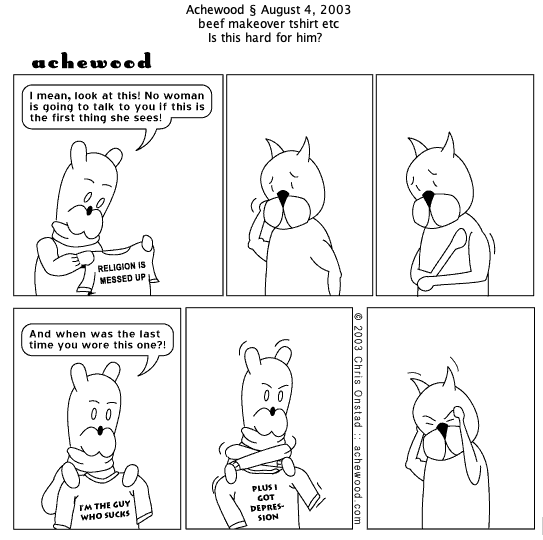 Achewood § August 4, 2003
beef makeover tshirt etc
Is this hard for him?
achewood
I mean, look at this! No woman
is going to talk to you if this is
the first thing she sees!
RELIGION IS
MESSED UP
And when was the last
time you wore this one?!
I'M THE GUY
WHO SUCKS
PLUS I
GOT
DEPRES-
SION
© 2003 Chris Onstad :: achewood.com